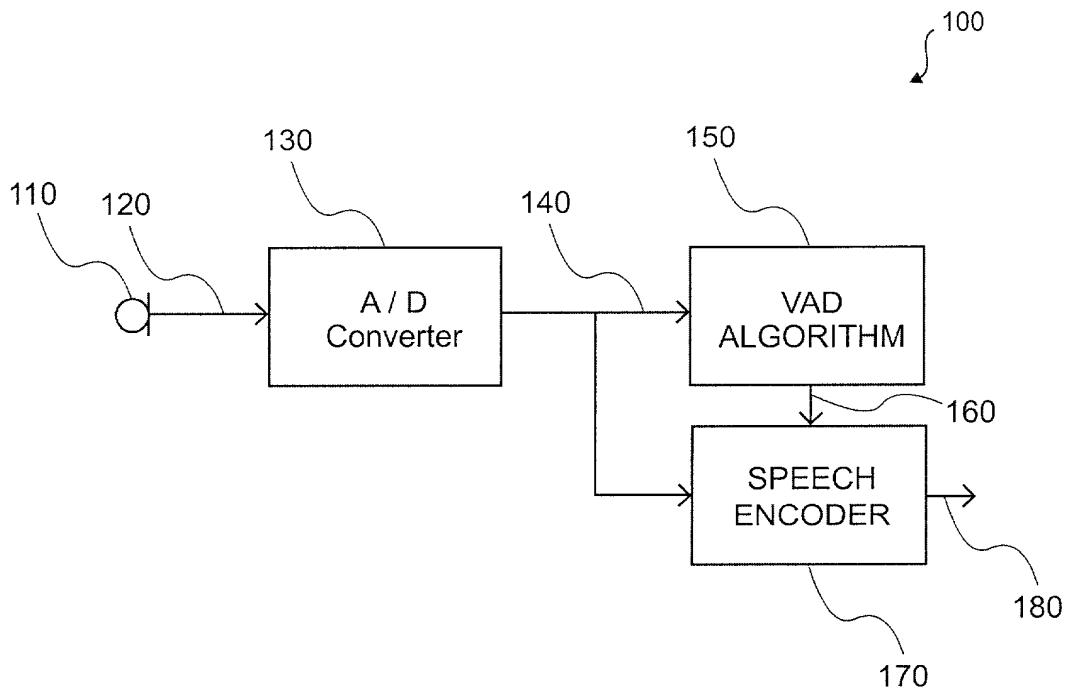 100
130
150
110
120
140
A / D
Converter
VAD
ALGORITHM
160
SPEECH
ENCODER
180
170